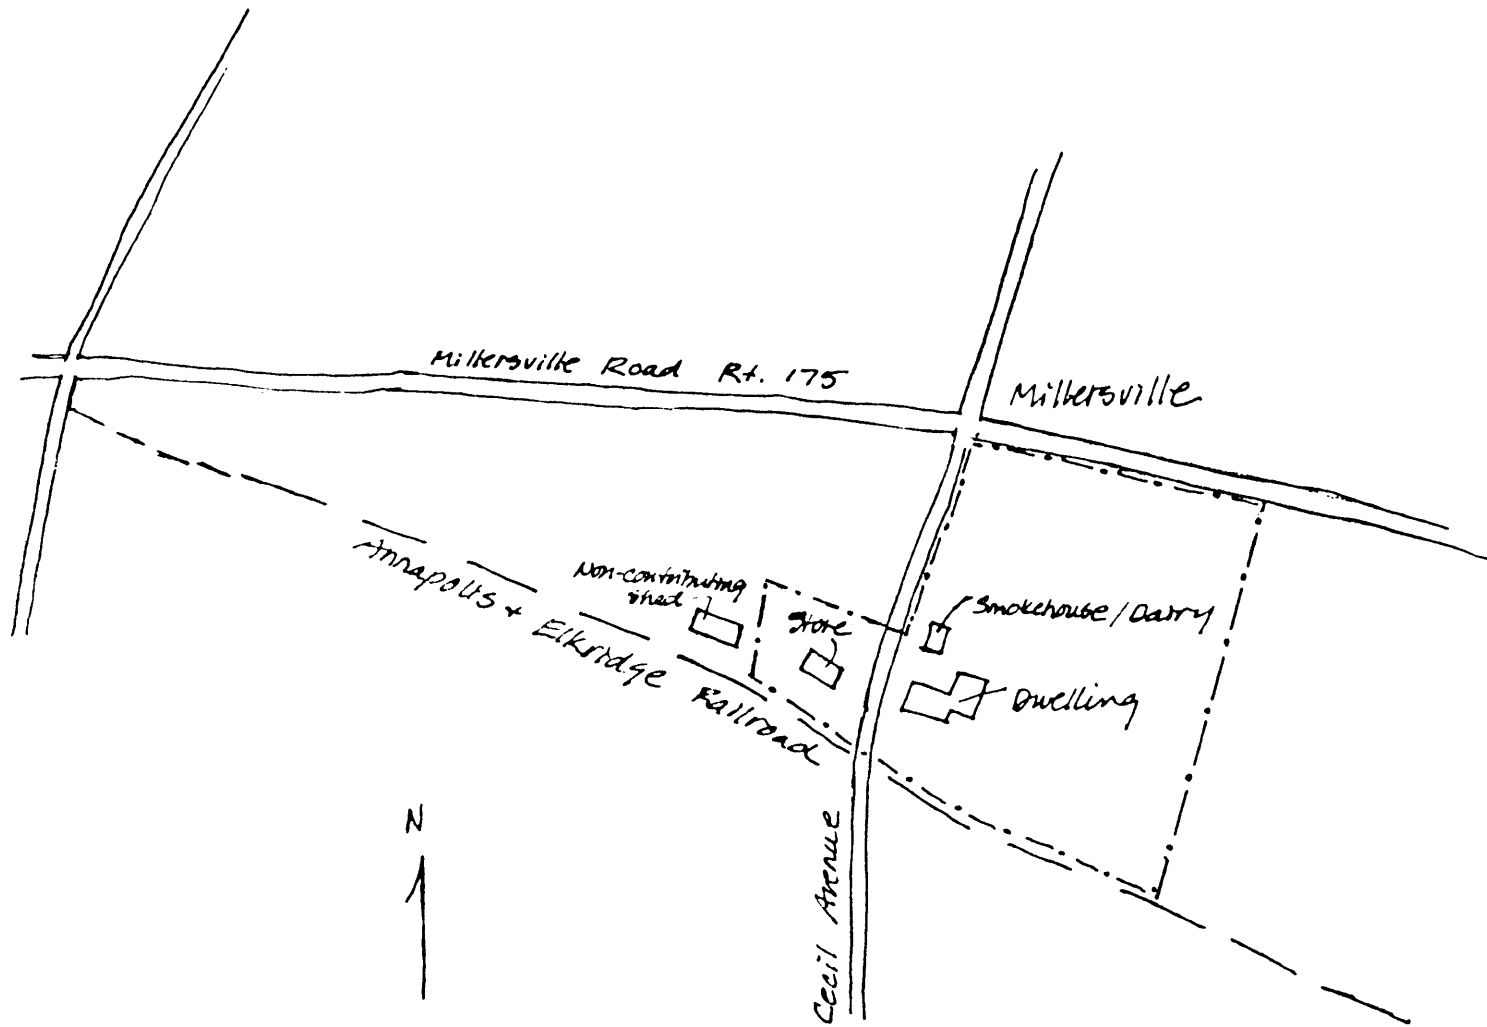 Millersville Road Rt. 175
Millersville
Non-contributing
shed
Store
Smokehouse/Dairy
Dwelling
Annapolis + Elkridge Railroad
N
Cecil Avenue